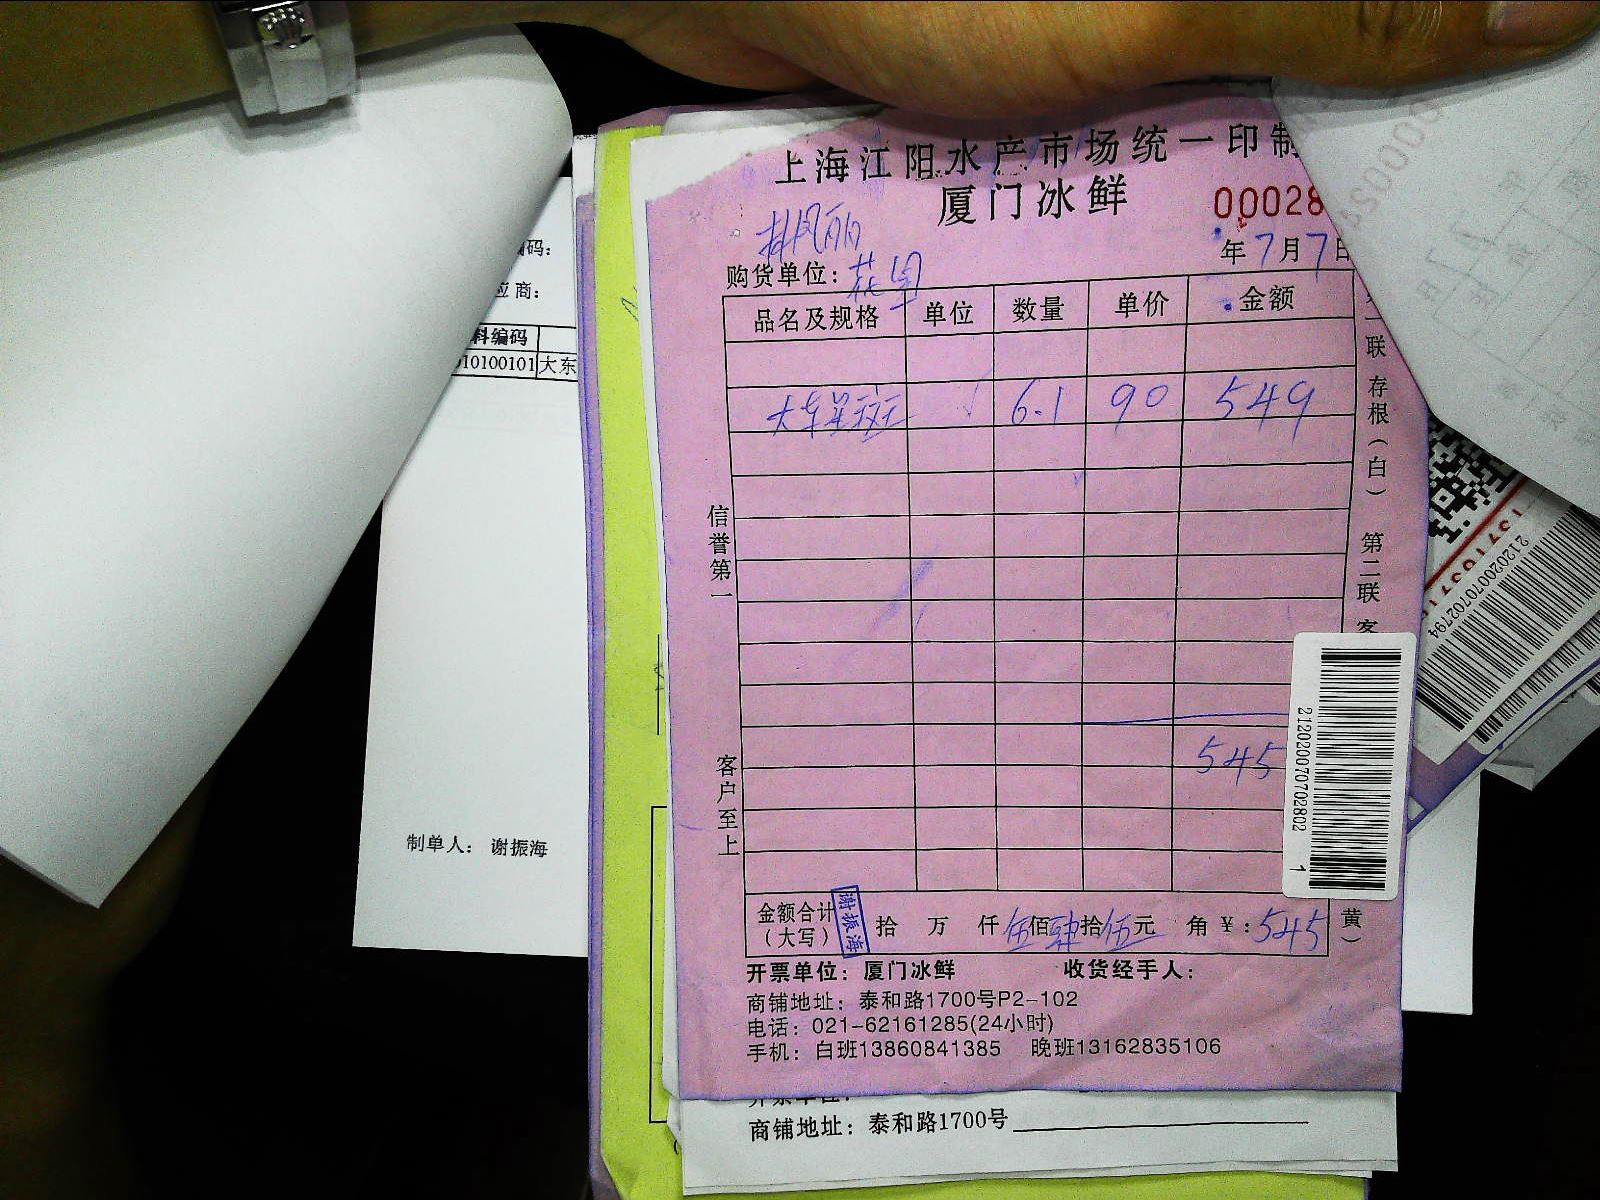 上海江阳水产市场统一印制
厦门冰鲜
00028
年7月7日
购货单位: 花园
品名及规格 单位 数量 单价 金额
大东星斑 6.1 90 549
545
金额合计(大写) 拾 万 仟伍佰肆拾伍元 角 ¥:545
谢振海
开票单位: 厦门冰鲜 收货经手人:
商铺地址: 泰和路1700号P2-102
电话: 021-62161285(24小时)
手机: 白班13860841385 晚班13162835106
商铺地址: 泰和路1700号
信誉第一
客户至上
联 存根(白) 第二联 客
黄)
212020070702802
1
212020070702794
码:
应商:
料编码
10100101 大东
制单人: 谢振海